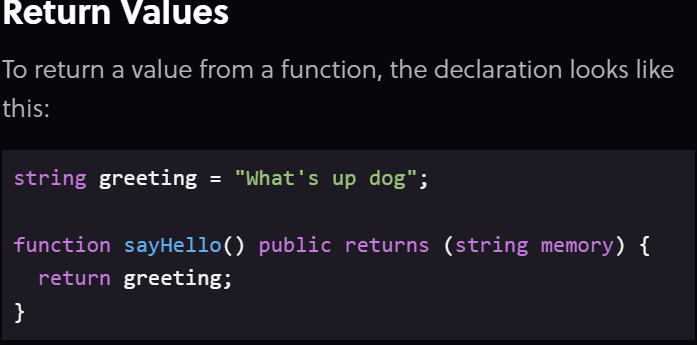 Return Values
To return a value from a function, the declaration looks like
this:
string greeting = "What's up dog";
function sayHello() public returns (string memory) {
  return greeting;
}